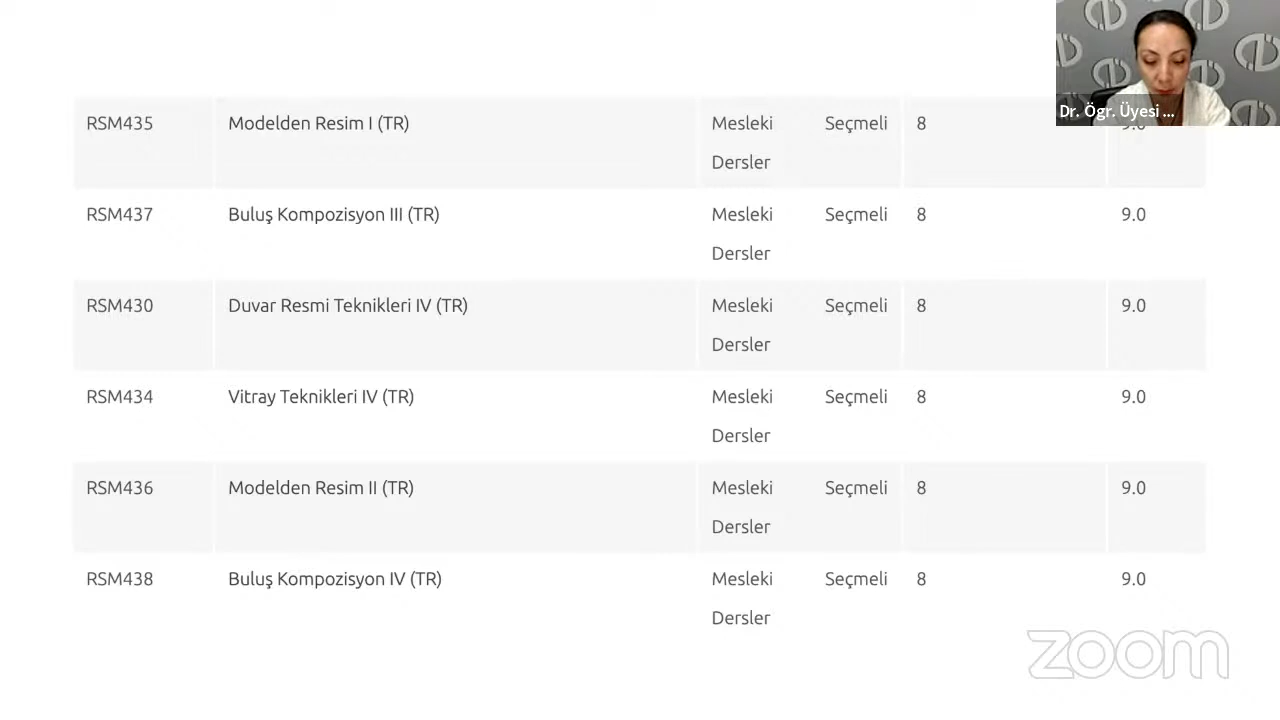 Dr. Ögr. Üyesi ...
RSM435 Modelden Resim I (TR) Mesleki Seçmeli 8 9.0
Dersler
RSM437 Buluş Kompozisyon III (TR) Mesleki Seçmeli 8 9.0
Dersler
RSM430 Duvar Resmi Teknikleri IV (TR) Mesleki Seçmeli 8 9.0
Dersler
RSM434 Vitray Teknikleri IV (TR) Mesleki Seçmeli 8 9.0
Dersler
RSM436 Modelden Resim II (TR) Mesleki Seçmeli 8 9.0
Dersler
RSM438 Buluş Kompozisyon IV (TR) Mesleki Seçmeli 8 9.0
Dersler
zoom